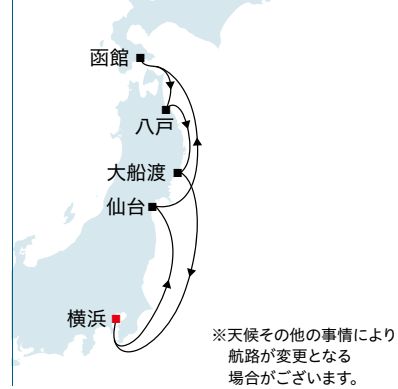 函館
八戸
大船渡
仙台
横浜
※天候その他の事情により
航路が変更となる
場合がございます。